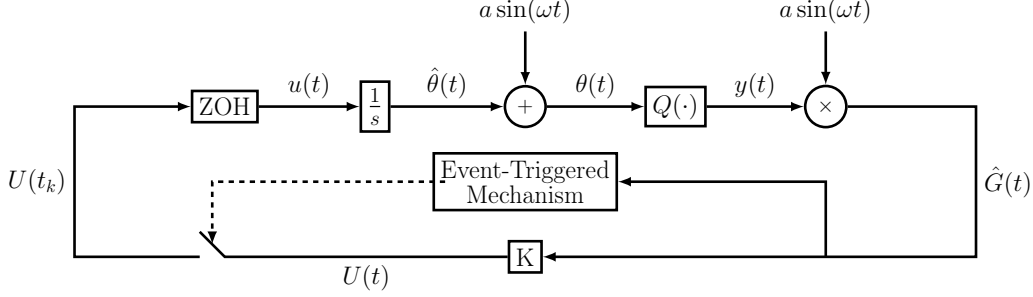 a sin(ωt)
a sin(ωt)
ZOH
u(t)
1
s
θ̂(t)
+
θ(t)
Q(·)
y(t)
×
U(t_k)
Event-Triggered
Mechanism
Ĝ(t)
U(t)
K